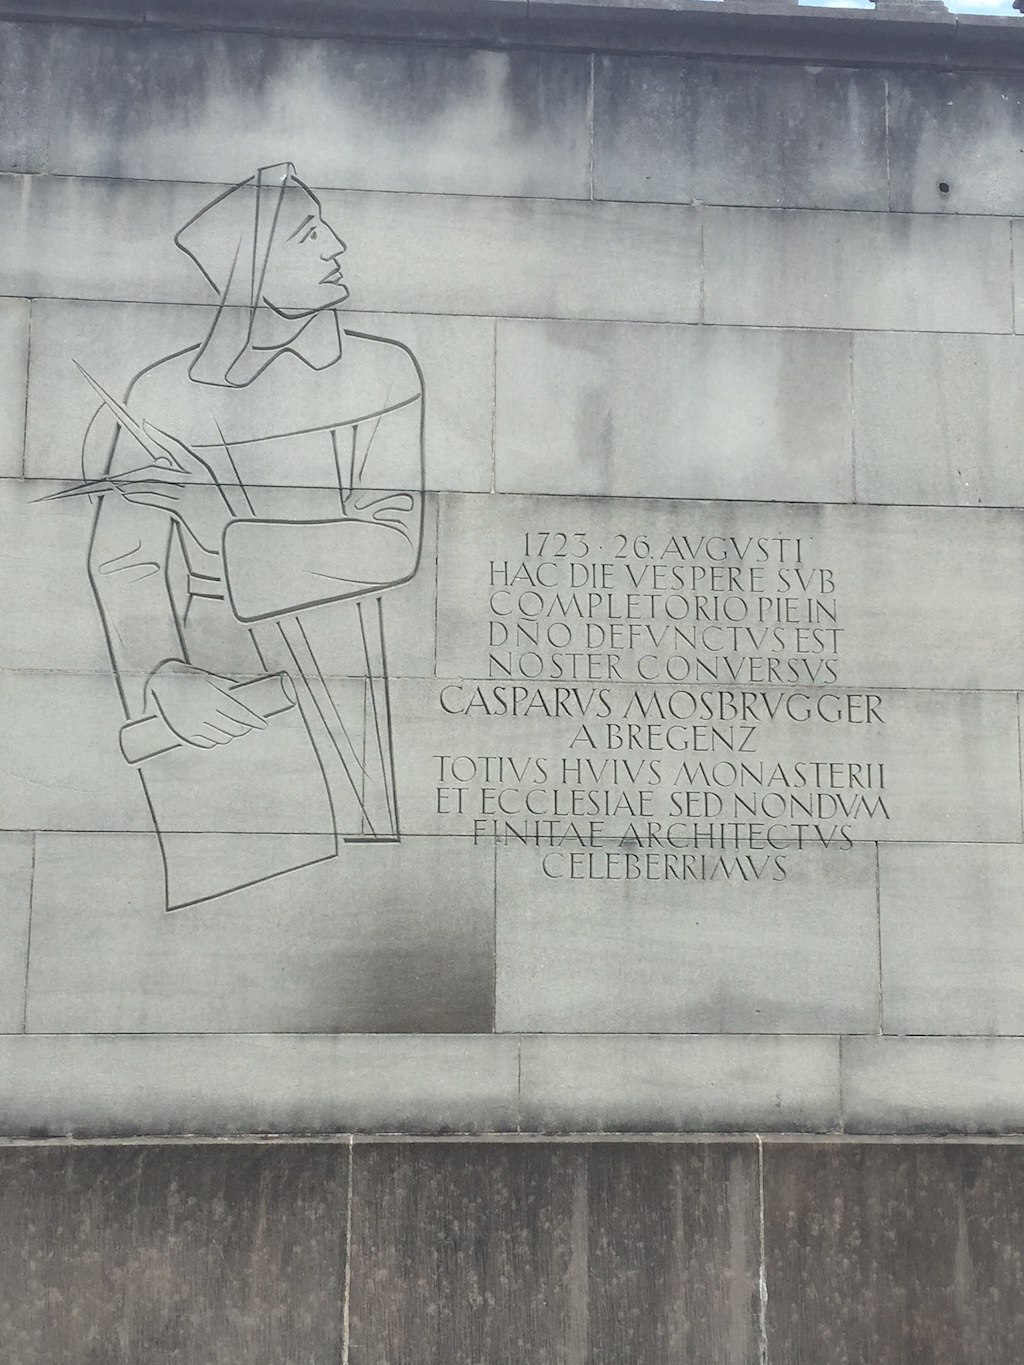 1723 · 26. AVGVSTI
HAC DIE VESPERE SVB
COMPLETORIO PIE IN
DÑO DEFVNCTVS EST
NOSTER CONVERSVS
CASPARVS MOSBRVGGER
A BREGENZ
TOTIVS HVIVS MONASTERII
ET ECCLESIAE SED NONDVM
FINITAE ARCHITECTVS
CELEBERRIMVS